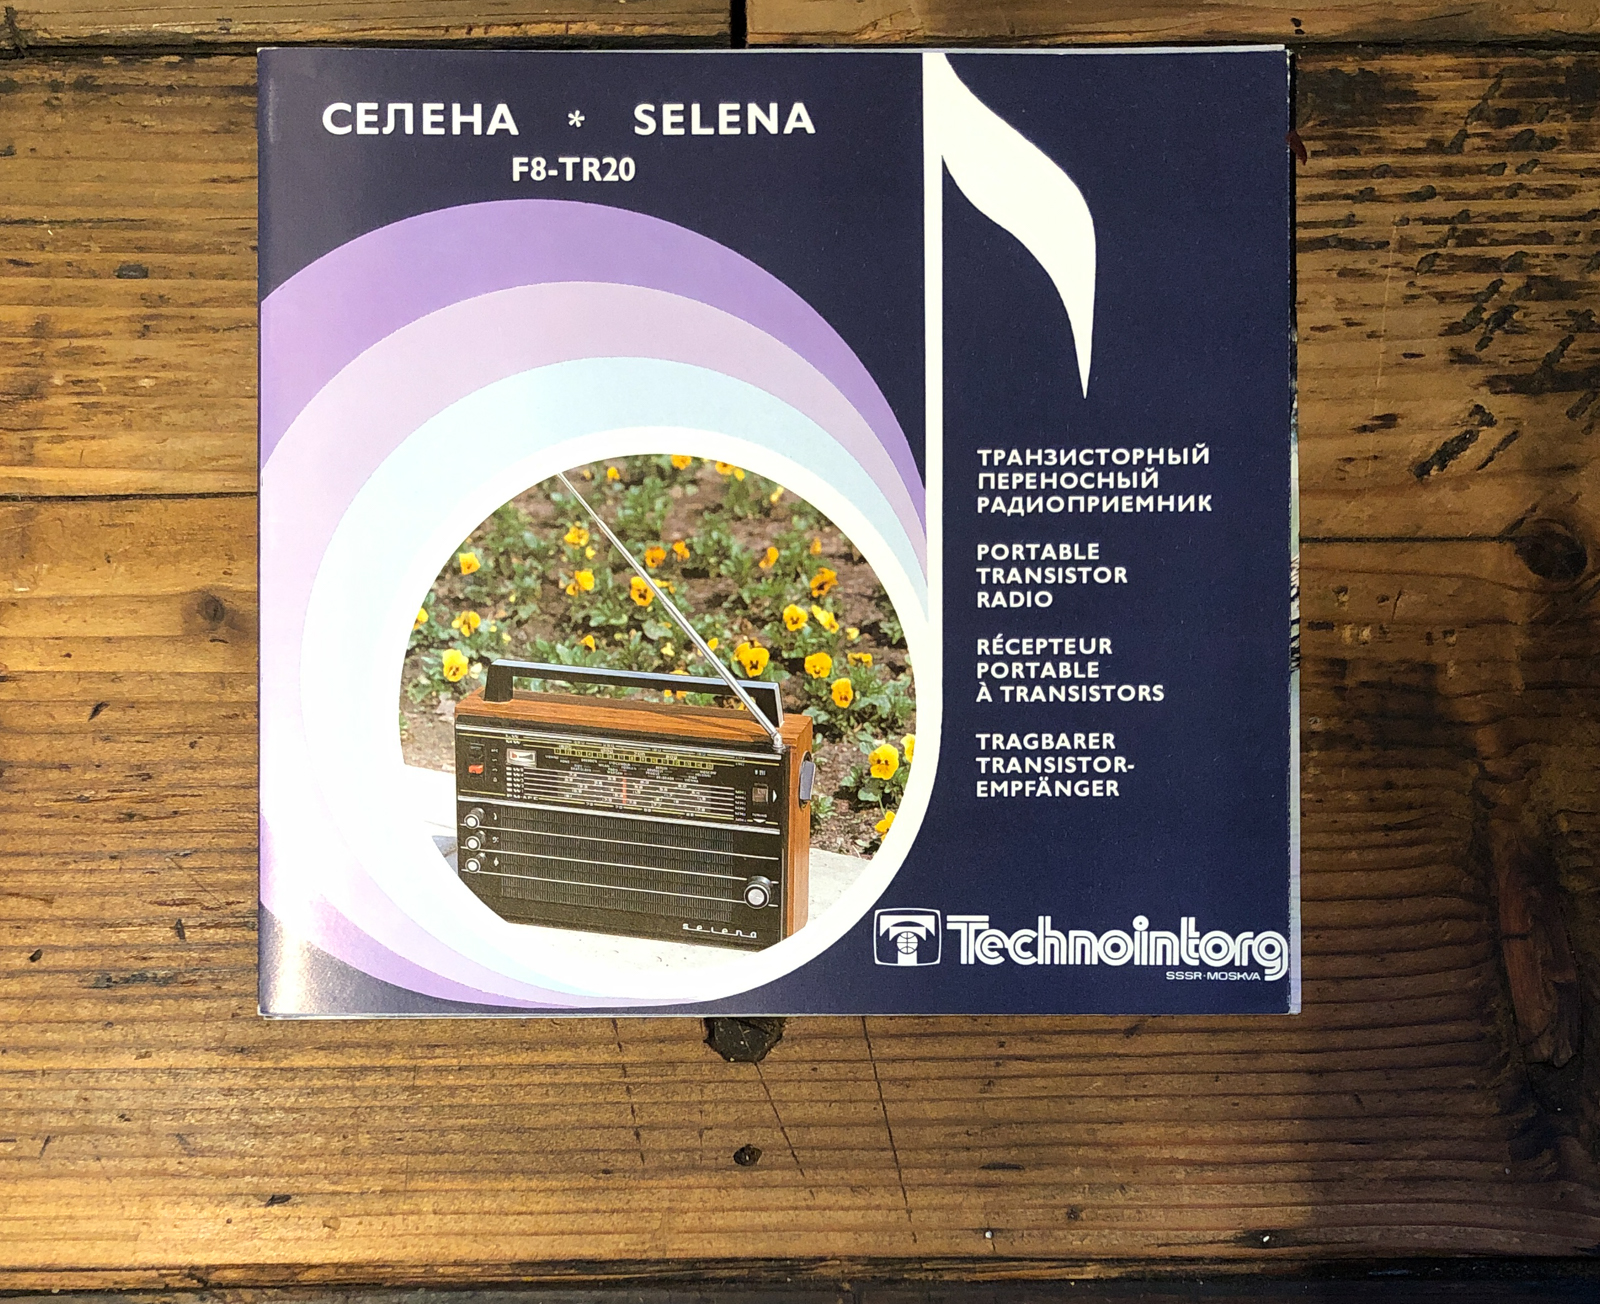 СЕЛЕНА * SELENA
F8-TR20
ТРАНЗИСТОРНЫЙ
ПЕРЕНОСНЫЙ
РАДИОПРИЕМНИК
PORTABLE
TRANSISTOR
RADIO
RÉCEPTEUR
PORTABLE
À TRANSISTORS
TRAGBARER
TRANSISTOR-
EMPFÄNGER
selena
Technointorg
SSSR·MOSKVA